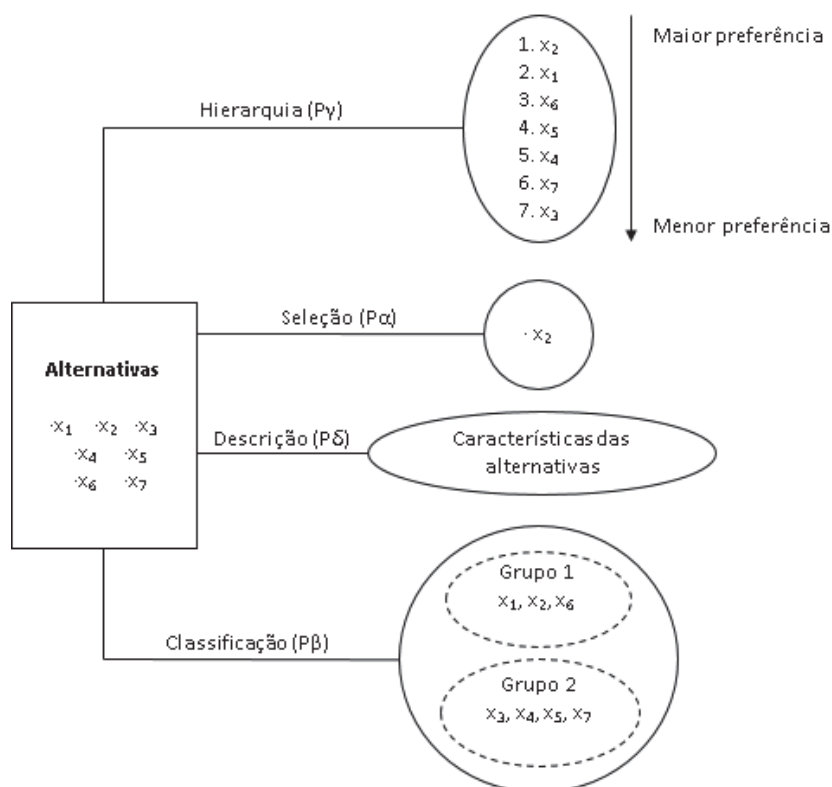 1. x₂
2. x₁
3. x₆
4. x₅
5. x₄
6. x₇
7. x₃
Maior preferência
Menor preferência
Hierarquia (Pγ)
Seleção (Pα)
· x₂
Alternativas
·x₁ ·x₂ ·x₃
·x₄ ·x₅
·x₆ ·x₇
Descrição (Pδ)
Características das
alternativas
Classificação (Pβ)
Grupo 1
x₁, x₂, x₆
Grupo 2
x₃, x₄, x₅, x₇